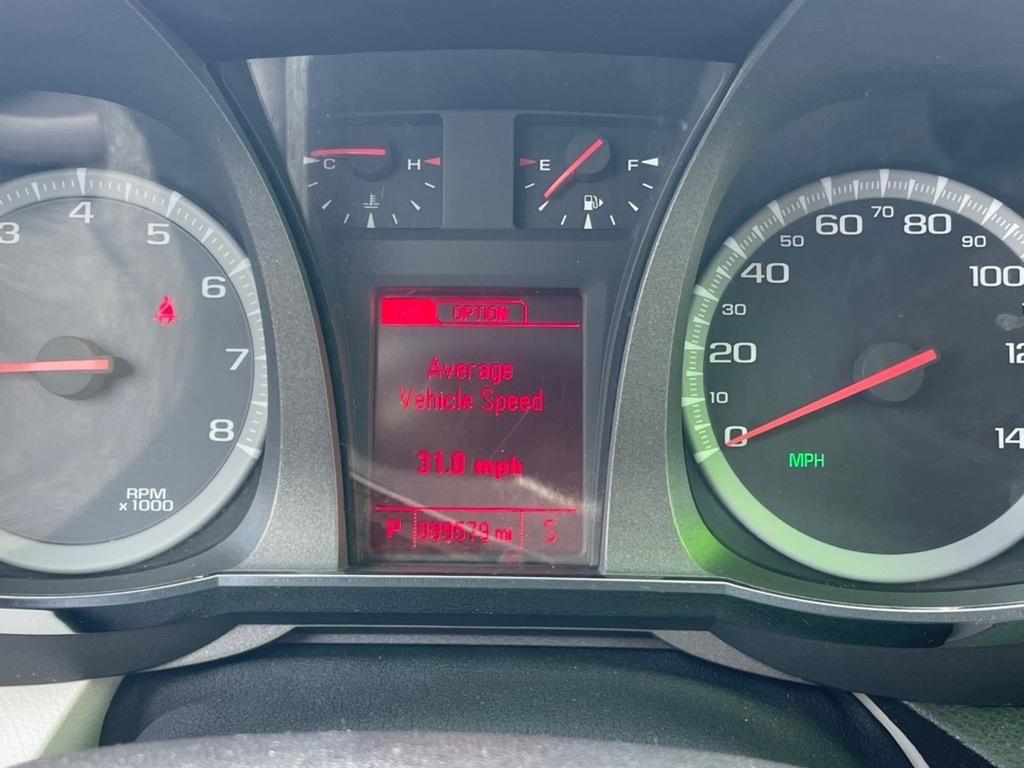 C H
E F
3 4 5 6 7 8
RPM
x1000
OPTION
Average
Vehicle Speed
31.0 mph
P 099579 mi S
0 10 20 30 40 50 60 70 80 90 100
MPH